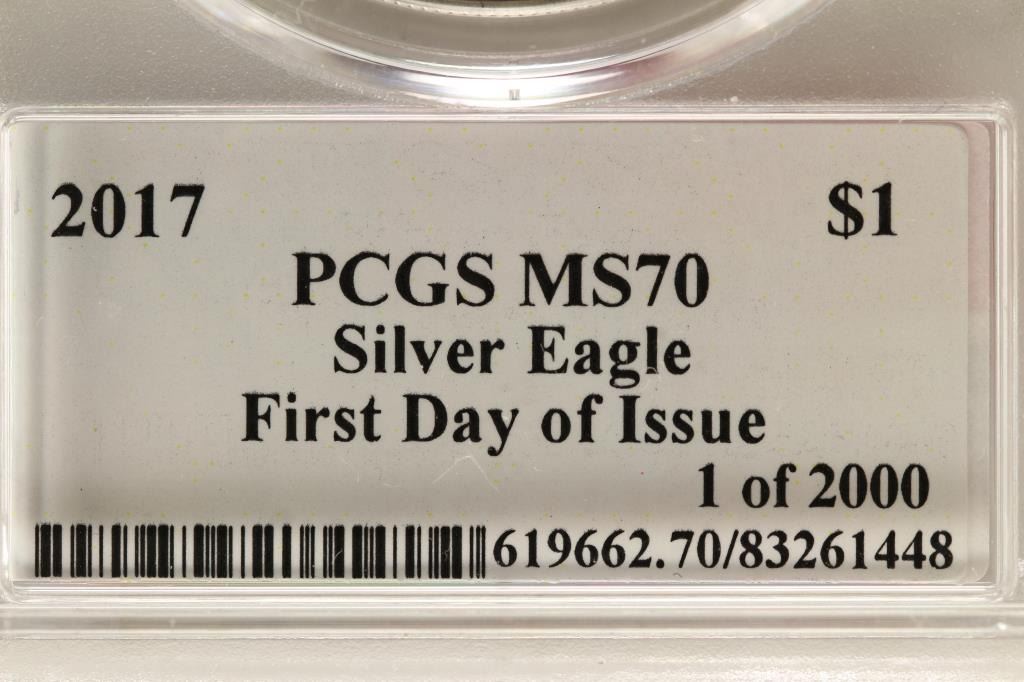 2017 $1
PCGS MS70
Silver Eagle
First Day of Issue
1 of 2000
619662.70/83261448